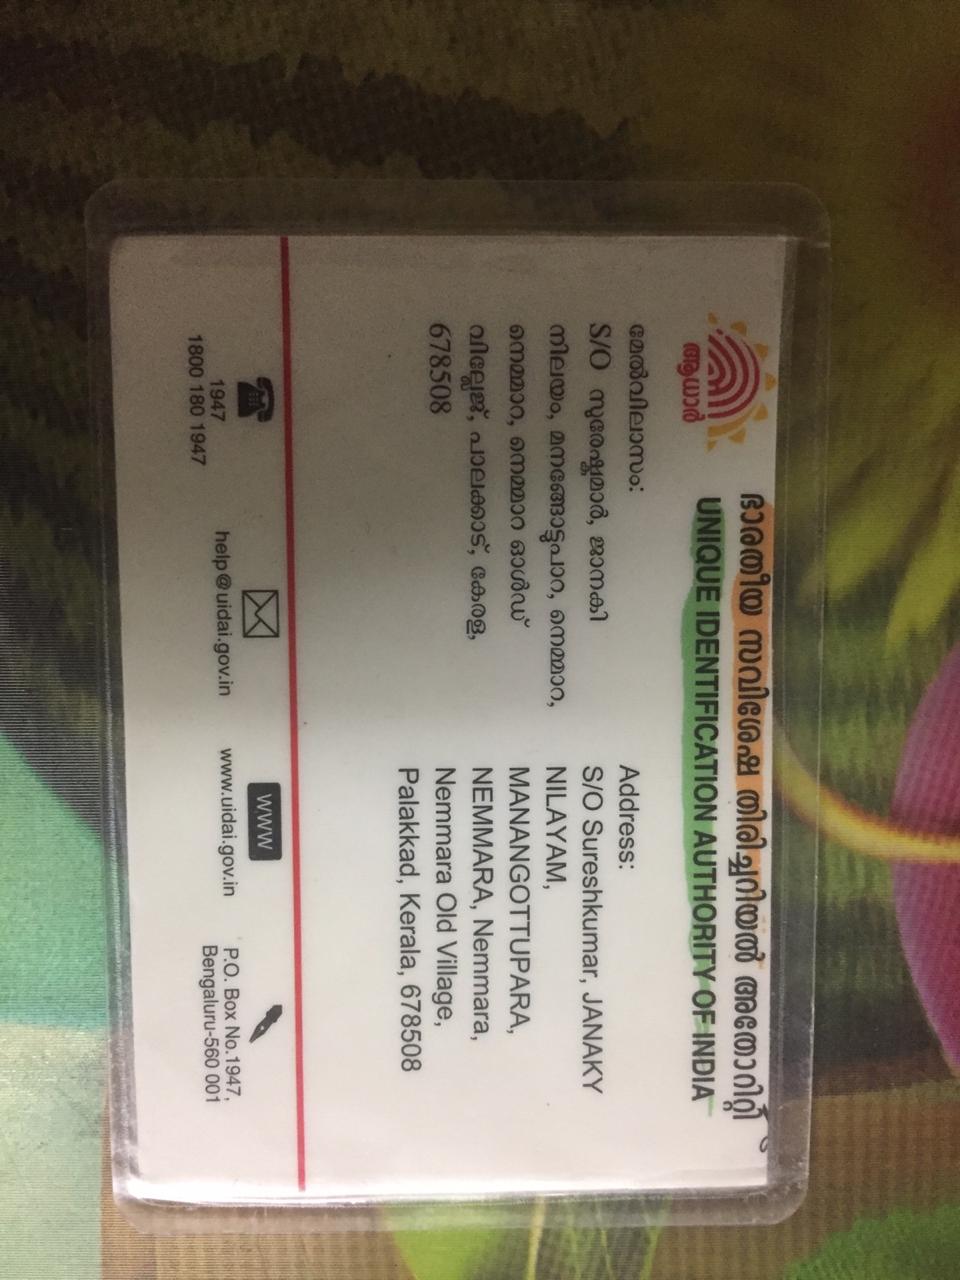 ഭാരതീയ സവിശേഷ തിരിച്ചറിയൽ അതോറിറ്റി
UNIQUE IDENTIFICATION AUTHORITY OF INDIA
ആധാർ
മേൽവിലാസം:
S/O സുരേഷ്കുമാർ, ജാനകി
നിലയം, മനങ്ങോട്ടുപാറ, നെമ്മാറ,
നെമ്മാറ, നെമ്മാറ ഓൾഡ്
വില്ലേജ്, പാലക്കാട്, കേരള,
678508
Address:
S/O Sureshkumar, JANAKY
NILAYAM,
MANANGOTTUPARA,
NEMMARA, Nemmara,
Nemmara Old Village,
Palakkad, Kerala, 678508
1947
1800 180 1947
help@uidai.gov.in
WWW
www.uidai.gov.in
P.O. Box No.1947,
Bengaluru-560 001